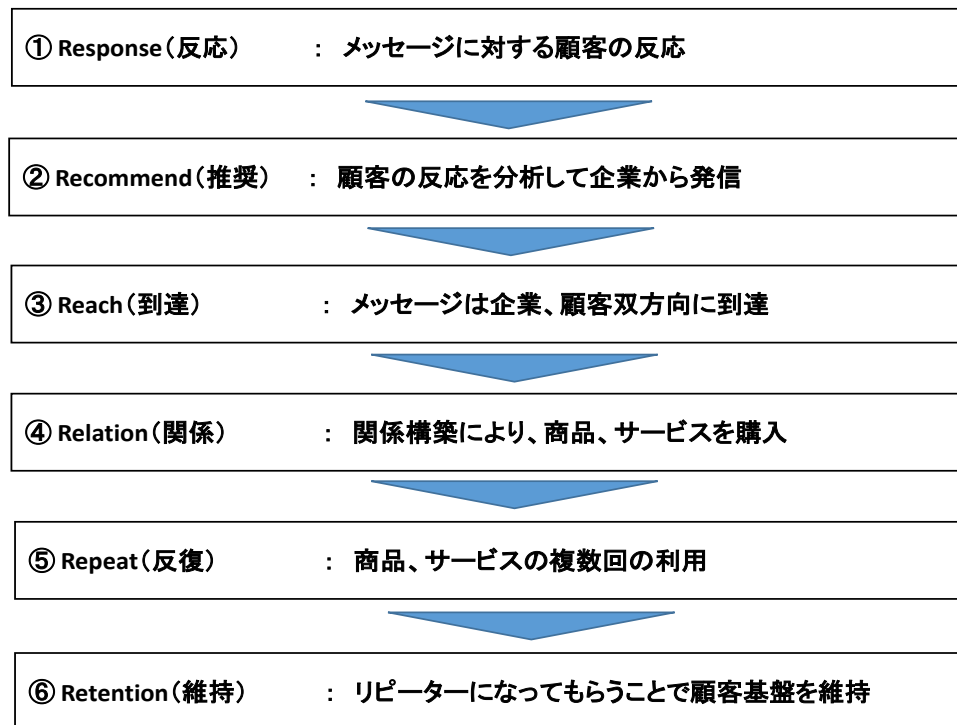 ① Response（反応） ： メッセージに対する顧客の反応
② Recommend（推奨） ： 顧客の反応を分析して企業から発信
③ Reach（到達） ： メッセージは企業、顧客双方向に到達
④ Relation（関係） ： 関係構築により、商品、サービスを購入
⑤ Repeat（反復） ： 商品、サービスの複数回の利用
⑥ Retention（維持） ： リピーターになってもらうことで顧客基盤を維持